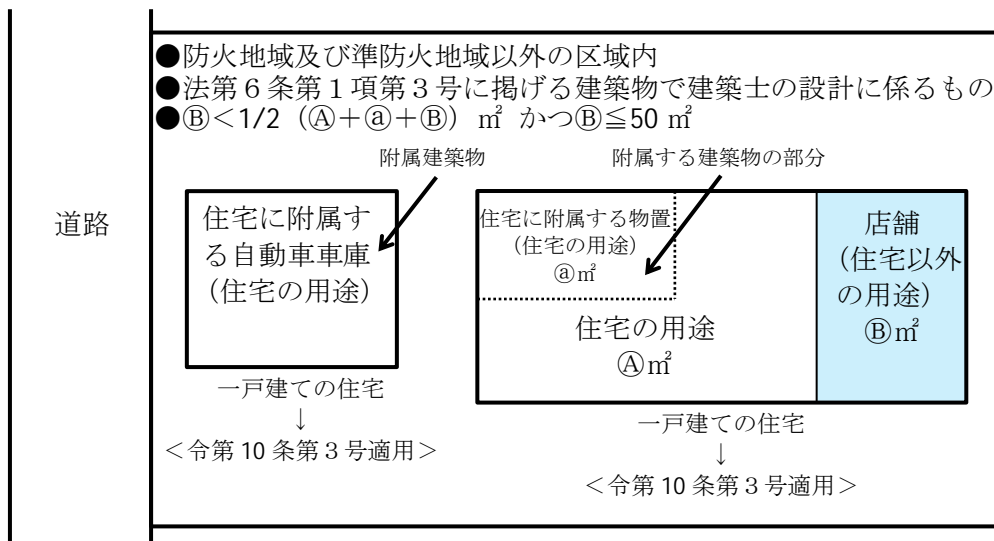 ●防火地域及び準防火地域以外の区域内
●法第6条第1項第3号に掲げる建築物で建築士の設計に係るもの
●Ⓑ<1/2(Ⓐ+ⓐ+Ⓑ)㎡ かつⒷ≦50 ㎡
附属建築物
附属する建築物の部分
道路
住宅に附属す
る自動車車庫
(住宅の用途)
住宅に附属する物置
(住宅の用途)
ⓐ㎡
住宅の用途
Ⓐ㎡
店舗
(住宅以外
の用途)
Ⓑ㎡
一戸建ての住宅
↓
<令第 10 条第3号適用>
一戸建ての住宅
↓
<令第 10 条第3号適用>